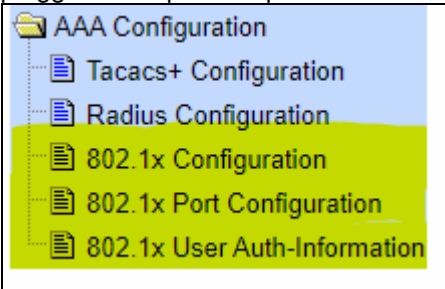 AAA Configuration
Tacacs+ Configuration
Radius Configuration
802.1x Configuration
802.1x Port Configuration
802.1x User Auth-Information